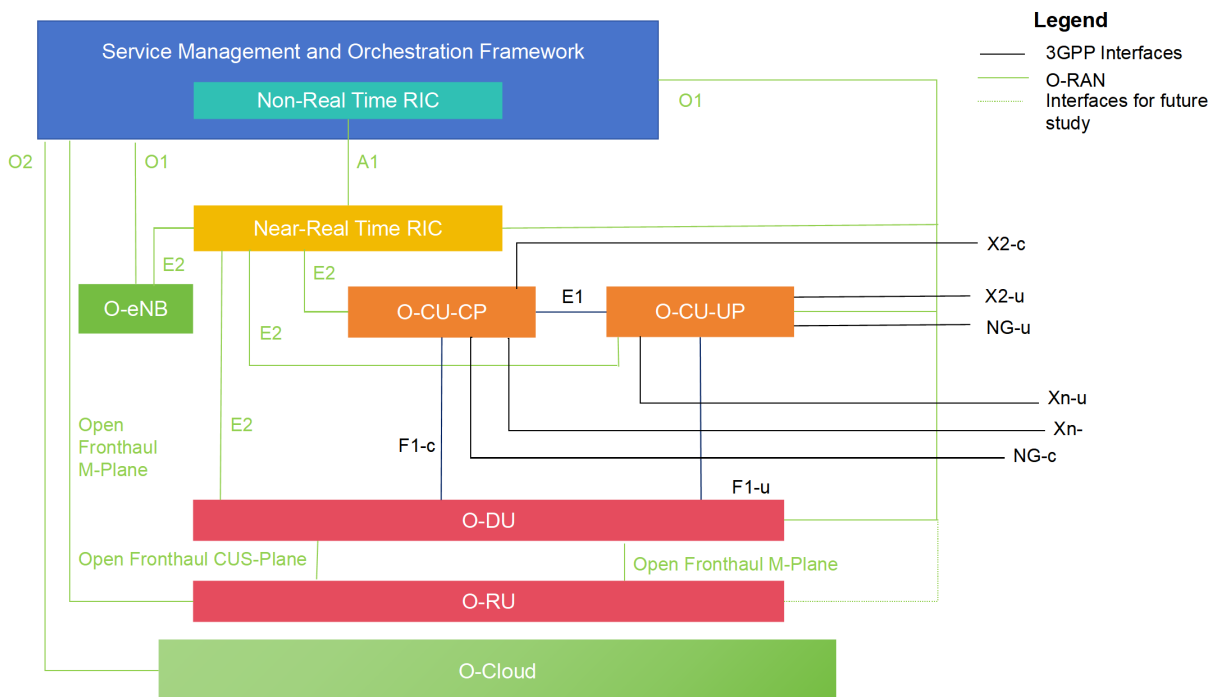 Legend
Service Management and Orchestration Framework
3GPP Interfaces
O-RAN
Non-Real Time RIC
O1
Interfaces for future
study
O2
O1
A1
Near-Real Time RIC
X2-c
E2
E2
O-eNB
O-CU-CP
E1
O-CU-UP
X2-u
NG-u
E2
Xn-u
Open
Fronthaul
M-Plane
E2
F1-c
Xn-
NG-c
F1-u
O-DU
Open Fronthaul CUS-Plane
Open Fronthaul M-Plane
O-RU
O-Cloud